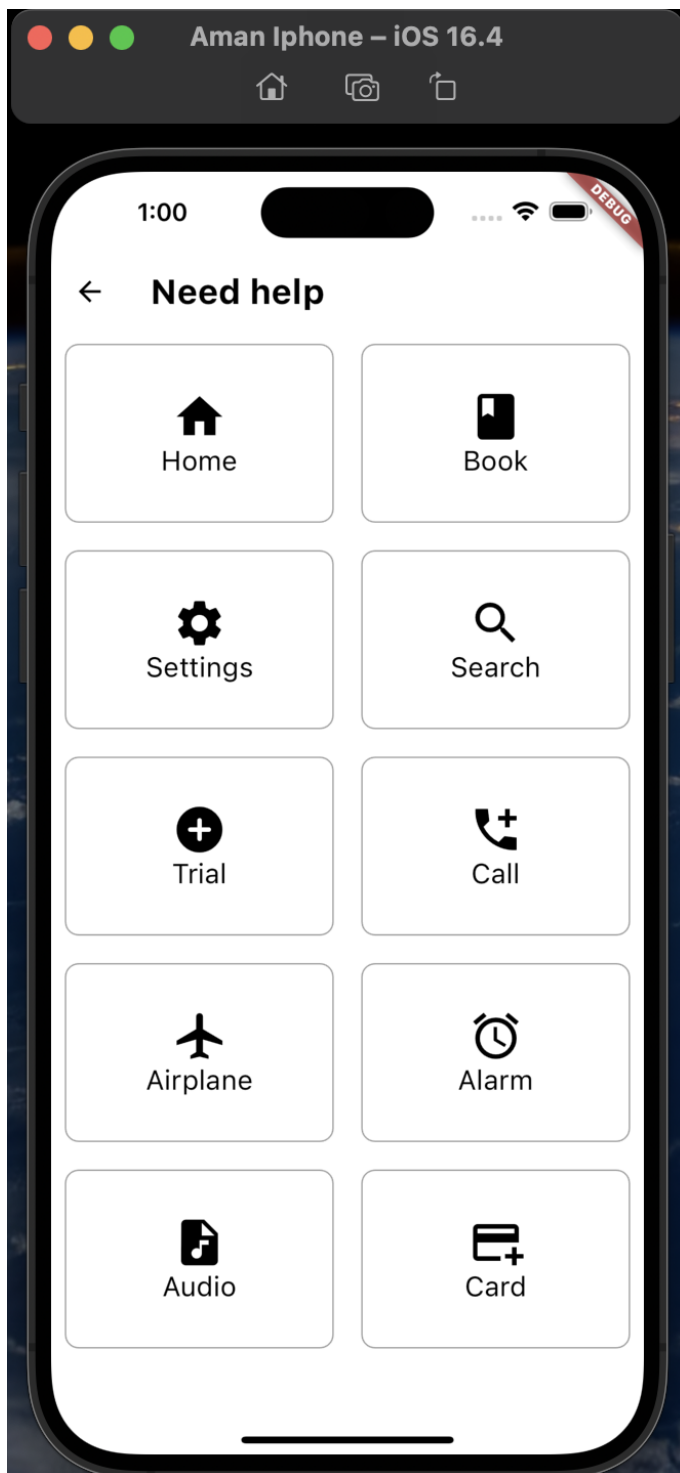 Aman Iphone – iOS 16.4
1:00
DEBUG
Need help
Home
Book
Settings
Search
Trial
Call
Airplane
Alarm
Audio
Card